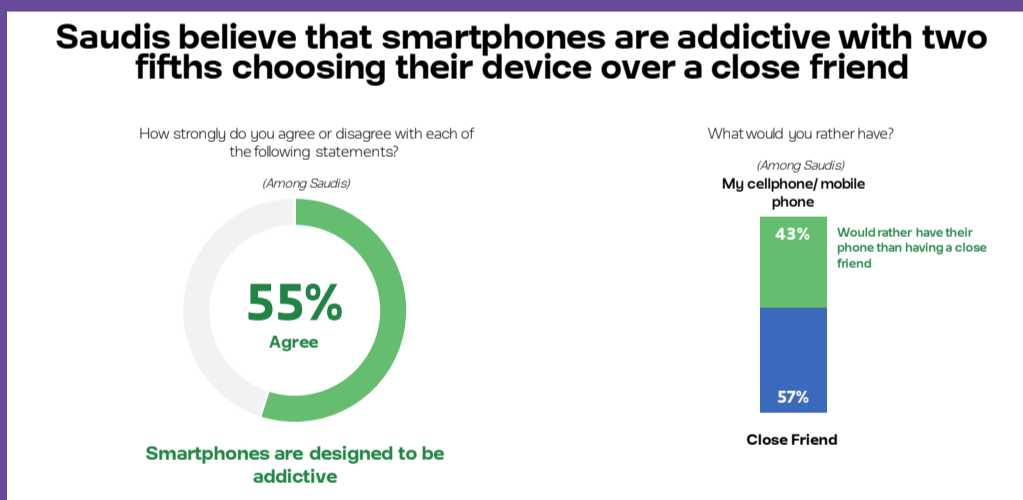 Saudis believe that smartphones are addictive with two
fifths choosing their device over a close friend
How strongly do you agree or disagree with each of
the following statements?
(Among Saudis)
55%
Agree
Smartphones are designed to be
addictive
What would you rather have?
(Among Saudis)
My cellphone/ mobile
phone
43%
Would rather have their
phone than having a close
friend
57%
Close Friend